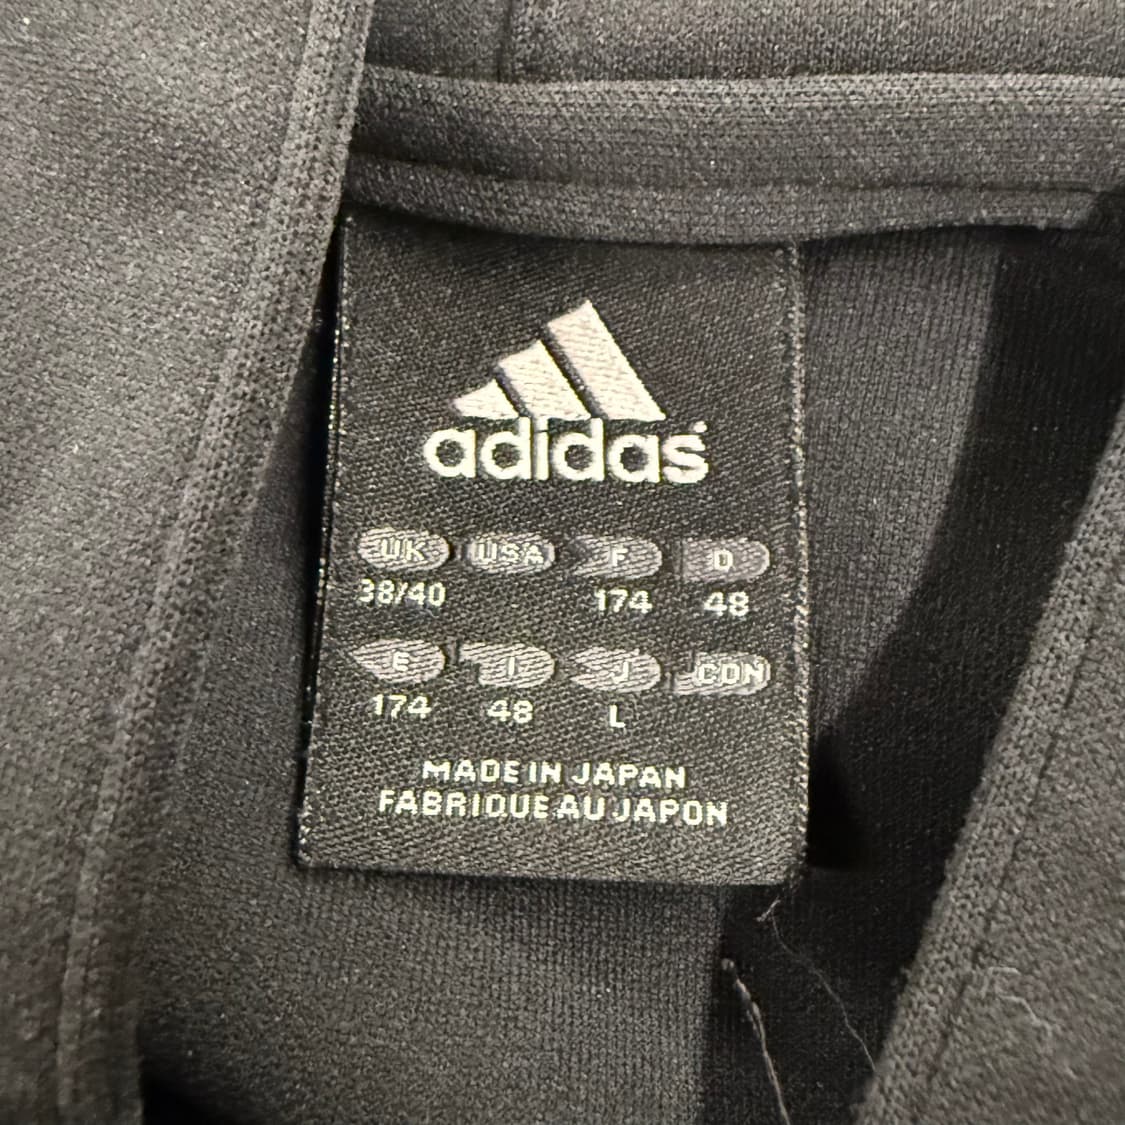 adidas
UK USA F D
38/40 174 48
E I J CDN
174 48 L
MADE IN JAPAN
FABRIQUE AU JAPON